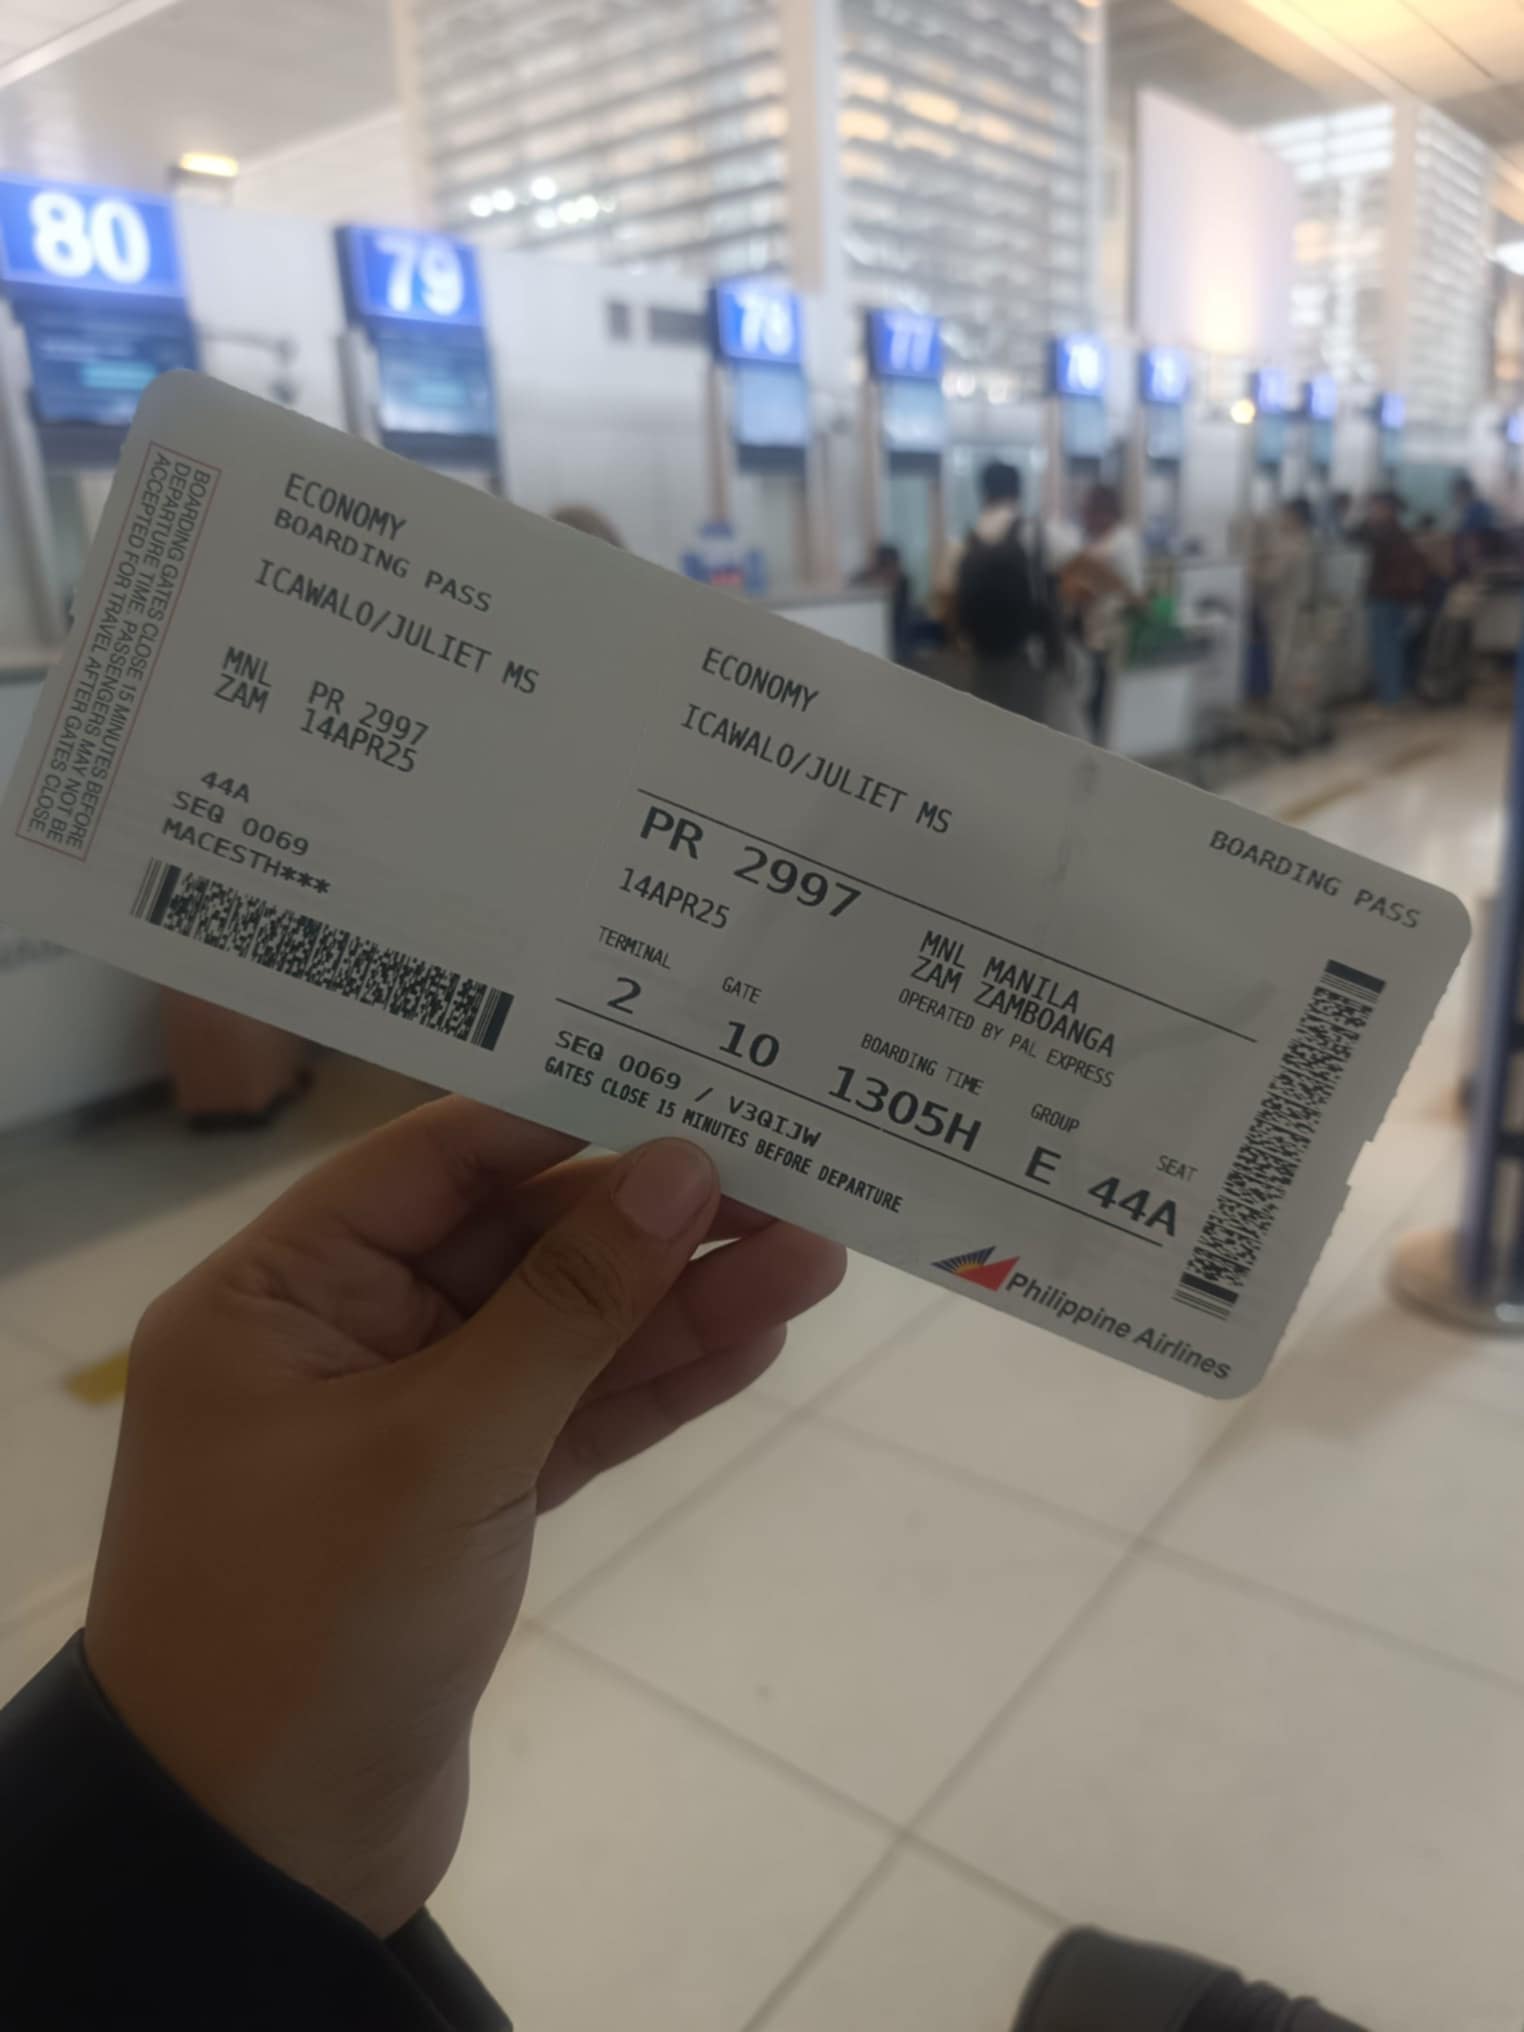 80
79
78
77
BOARDING GATES CLOSE 15 MINUTES BEFORE
DEPARTURE TIME. PASSENGERS MAY NOT BE
ACCEPTED FOR TRAVEL AFTER GATES CLOSE.
ECONOMY
BOARDING PASS
ICAWALO/JULIET MS
MNL PR 2997
ZAM 14APR25
44A
SEQ 0069
MACESTH***
ECONOMY
BOARDING PASS
ICAWALO/JULIET MS
PR 2997
14APR25
MNL MANILA
ZAM ZAMBOANGA
OPERATED BY PAL EXPRESS
TERMINAL GATE BOARDING TIME GROUP SEAT
2 10 1305H E 44A
SEQ 0069 / V3QIJW
GATES CLOSE 15 MINUTES BEFORE DEPARTURE
Philippine Airlines